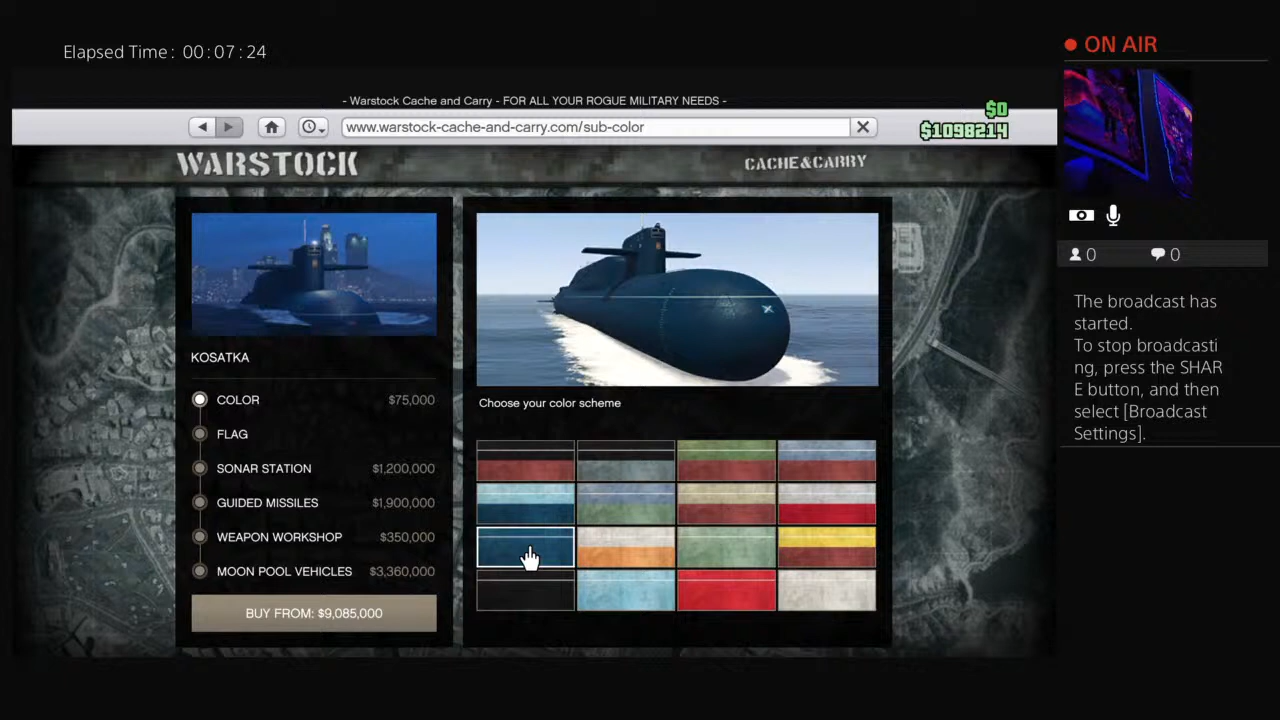 Elapsed Time: 00:07:24
ON AIR
- Warstock Cache and Carry - FOR ALL YOUR ROGUE MILITARY NEEDS -
www.warstock-cache-and-carry.com/sub-color
$0
$1098214
WARSTOCK
CACHE&CARRY
0
0
KOSATKA
COLOR $75,000
FLAG
SONAR STATION $1,200,000
GUIDED MISSILES $1,900,000
WEAPON WORKSHOP $350,000
MOON POOL VEHICLES $3,360,000
BUY FROM: $9,085,000
Choose your color scheme
The broadcast has
started.
To stop broadcasti
ng, press the SHAR
E button, and then
select [Broadcast
Settings].